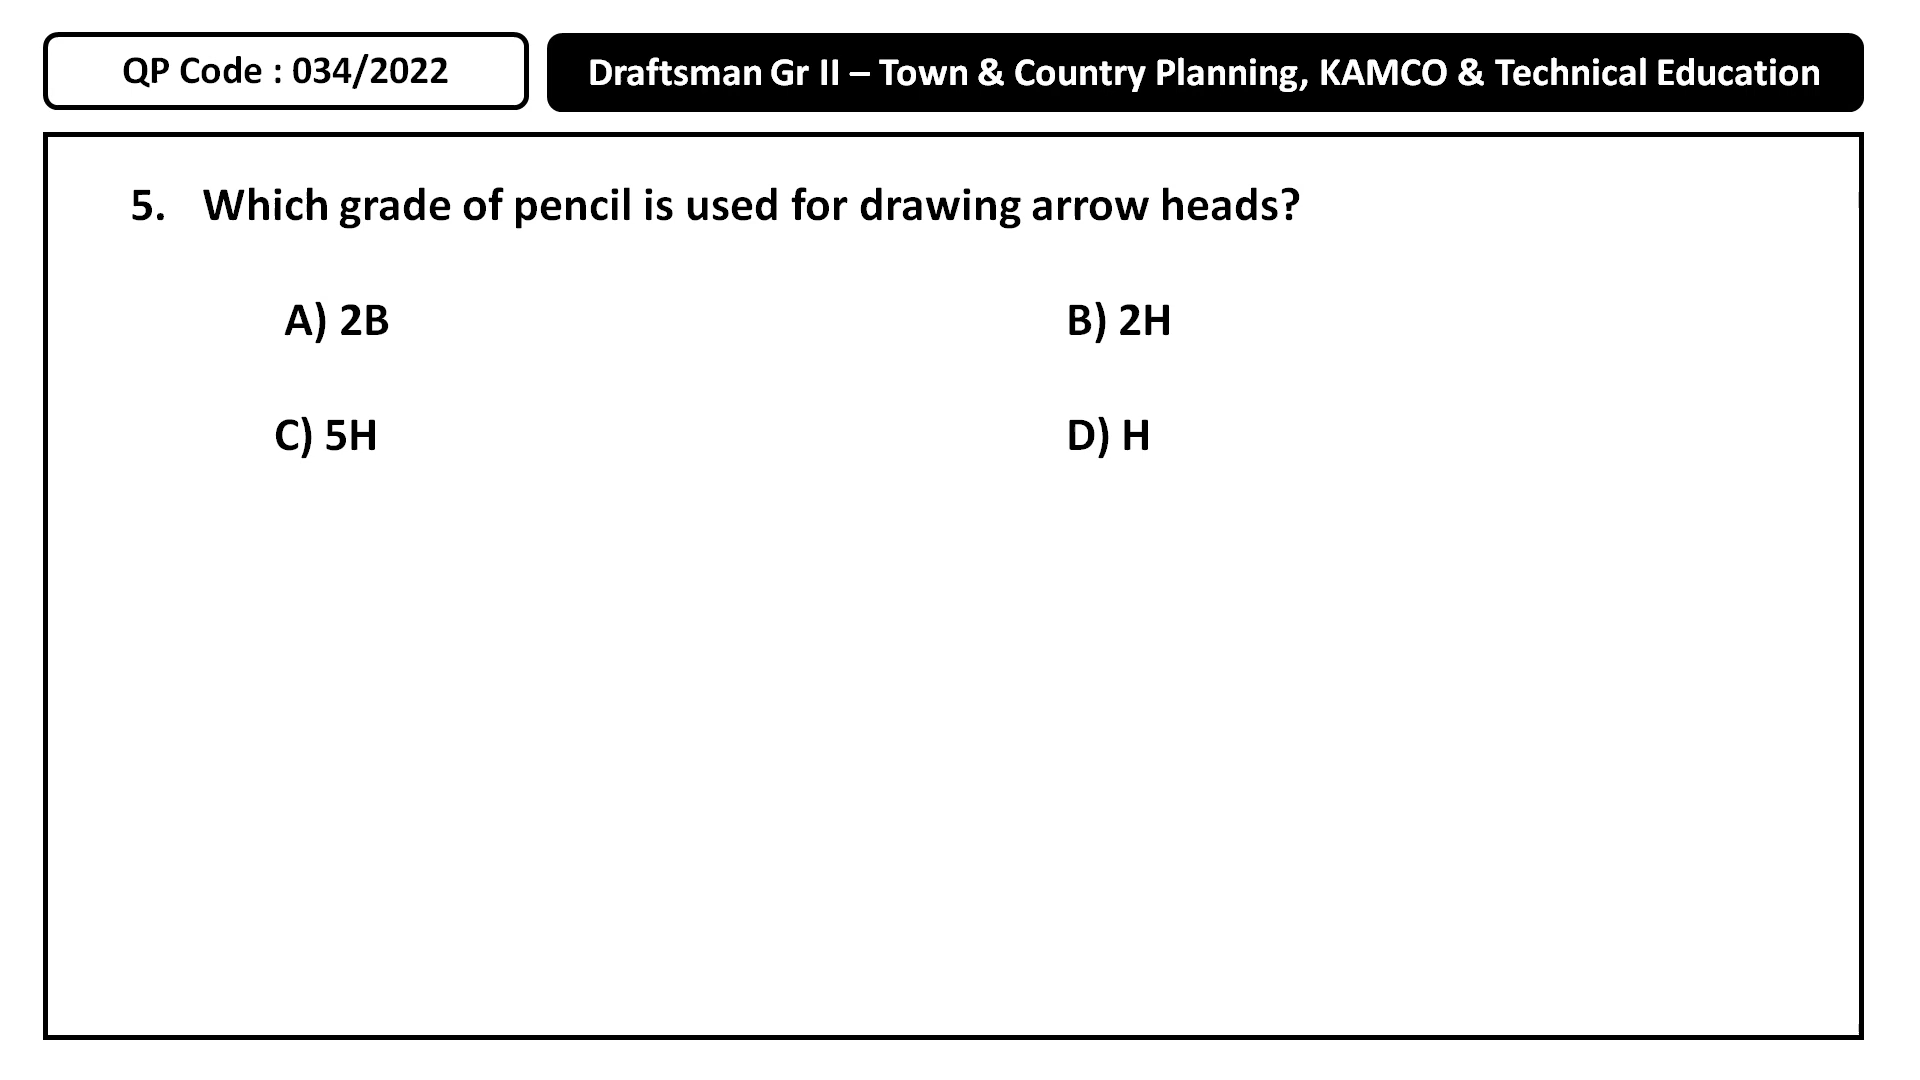 QP Code : 034/2022
Draftsman Gr II – Town & Country Planning, KAMCO & Technical Education
5. Which grade of pencil is used for drawing arrow heads?
A) 2B
B) 2H
C) 5H
D) H